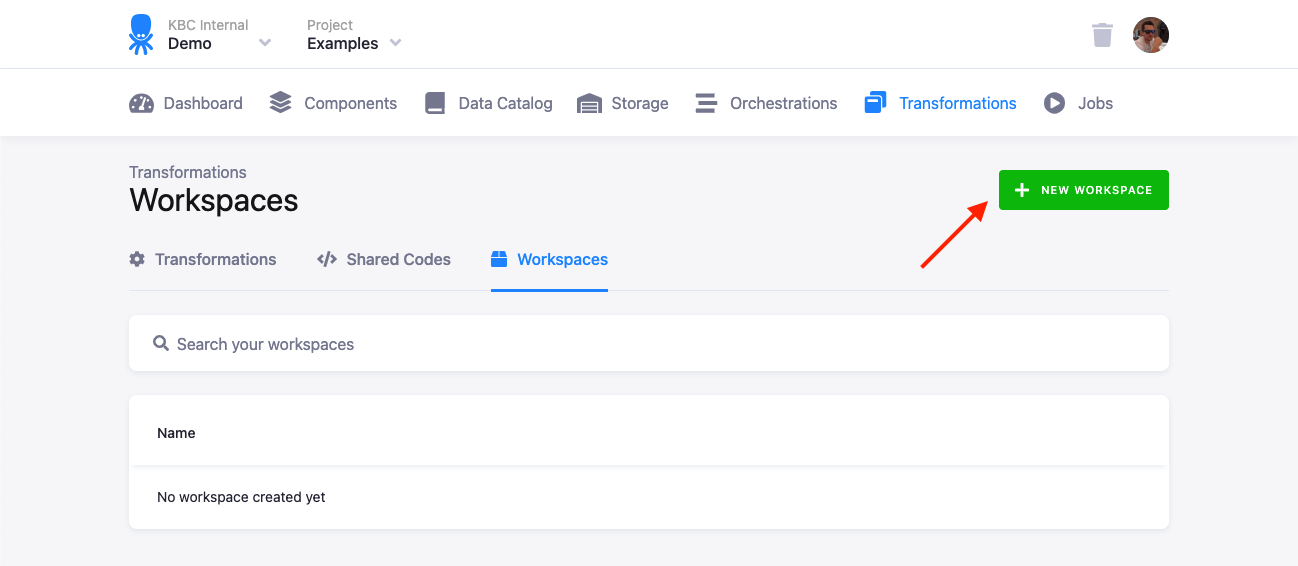 KBC Internal
Demo
Project
Examples
Dashboard
Components
Data Catalog
Storage
Orchestrations
Transformations
Jobs
Transformations
Workspaces
NEW WORKSPACE
Transformations
Shared Codes
Workspaces
Search your workspaces
Name
No workspace created yet